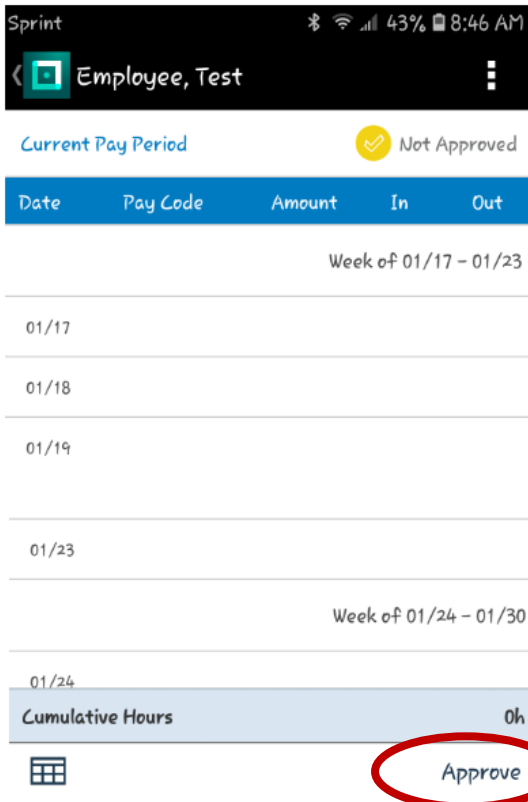 Sprint 43% 8:46 AM
Employee, Test
Current Pay Period Not Approved
Date Pay Code Amount In Out
Week of 01/17 - 01/23
01/17
01/18
01/19
01/23
Week of 01/24 - 01/30
01/24
Cumulative Hours 0h
Approve